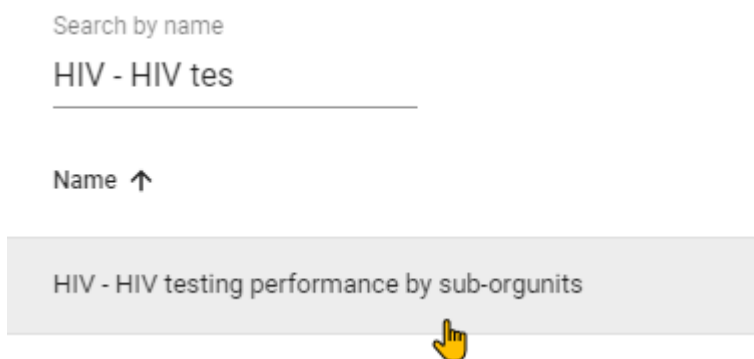 Search by name
HIV - HIV tes
Name ↑
HIV - HIV testing performance by sub-orgunits